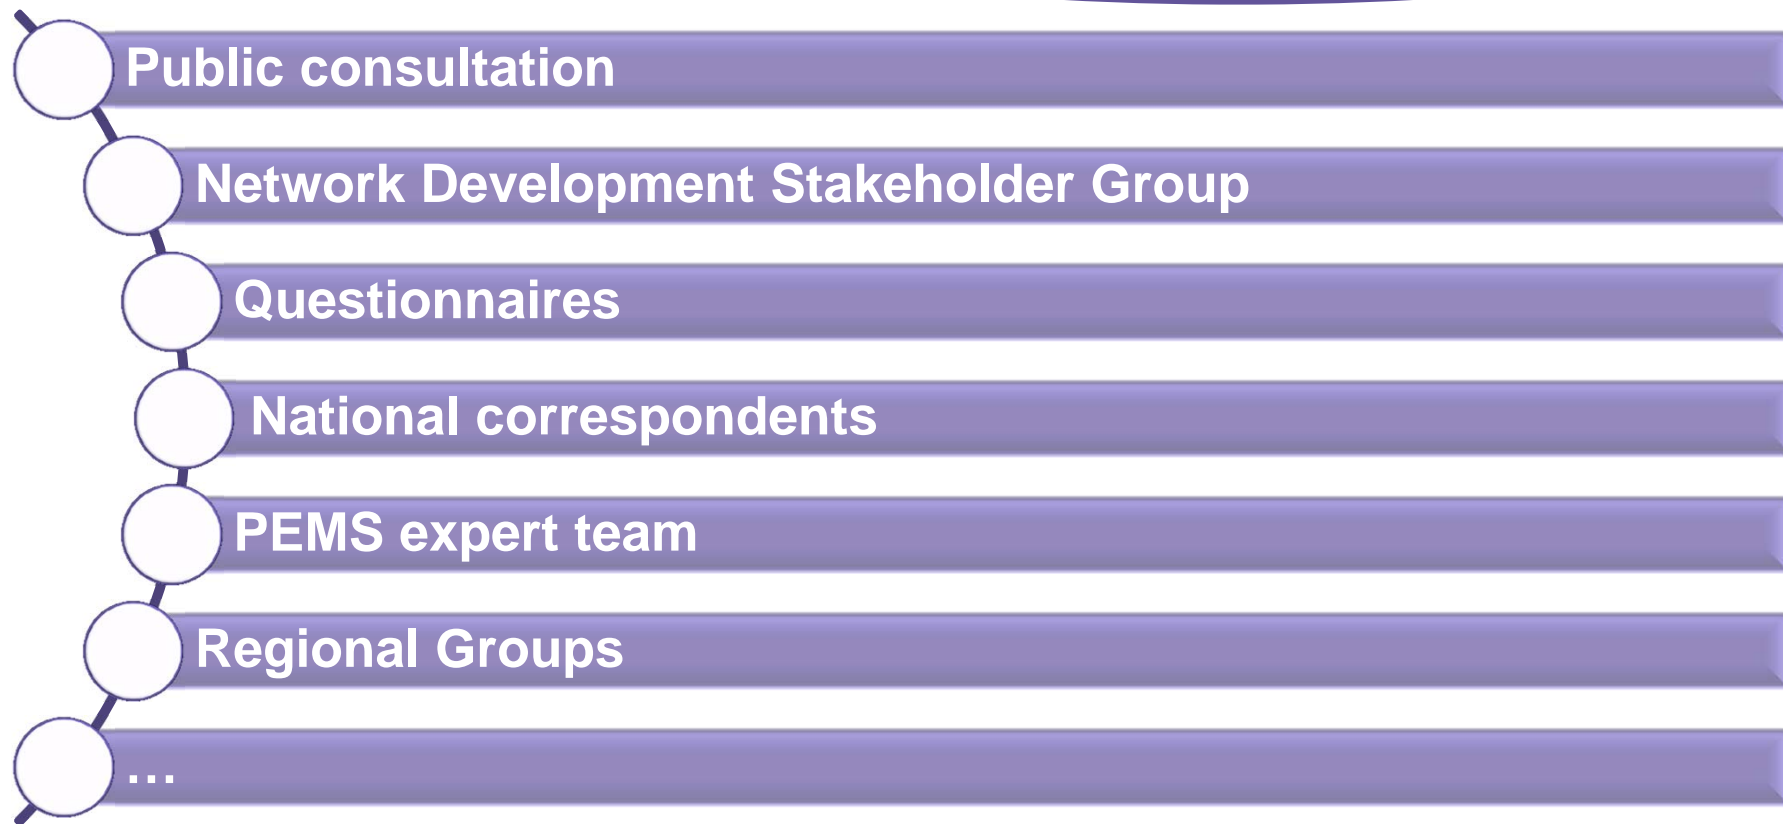 Public consultation
Network Development Stakeholder Group
Questionnaires
National correspondents
PEMS expert team
Regional Groups
…